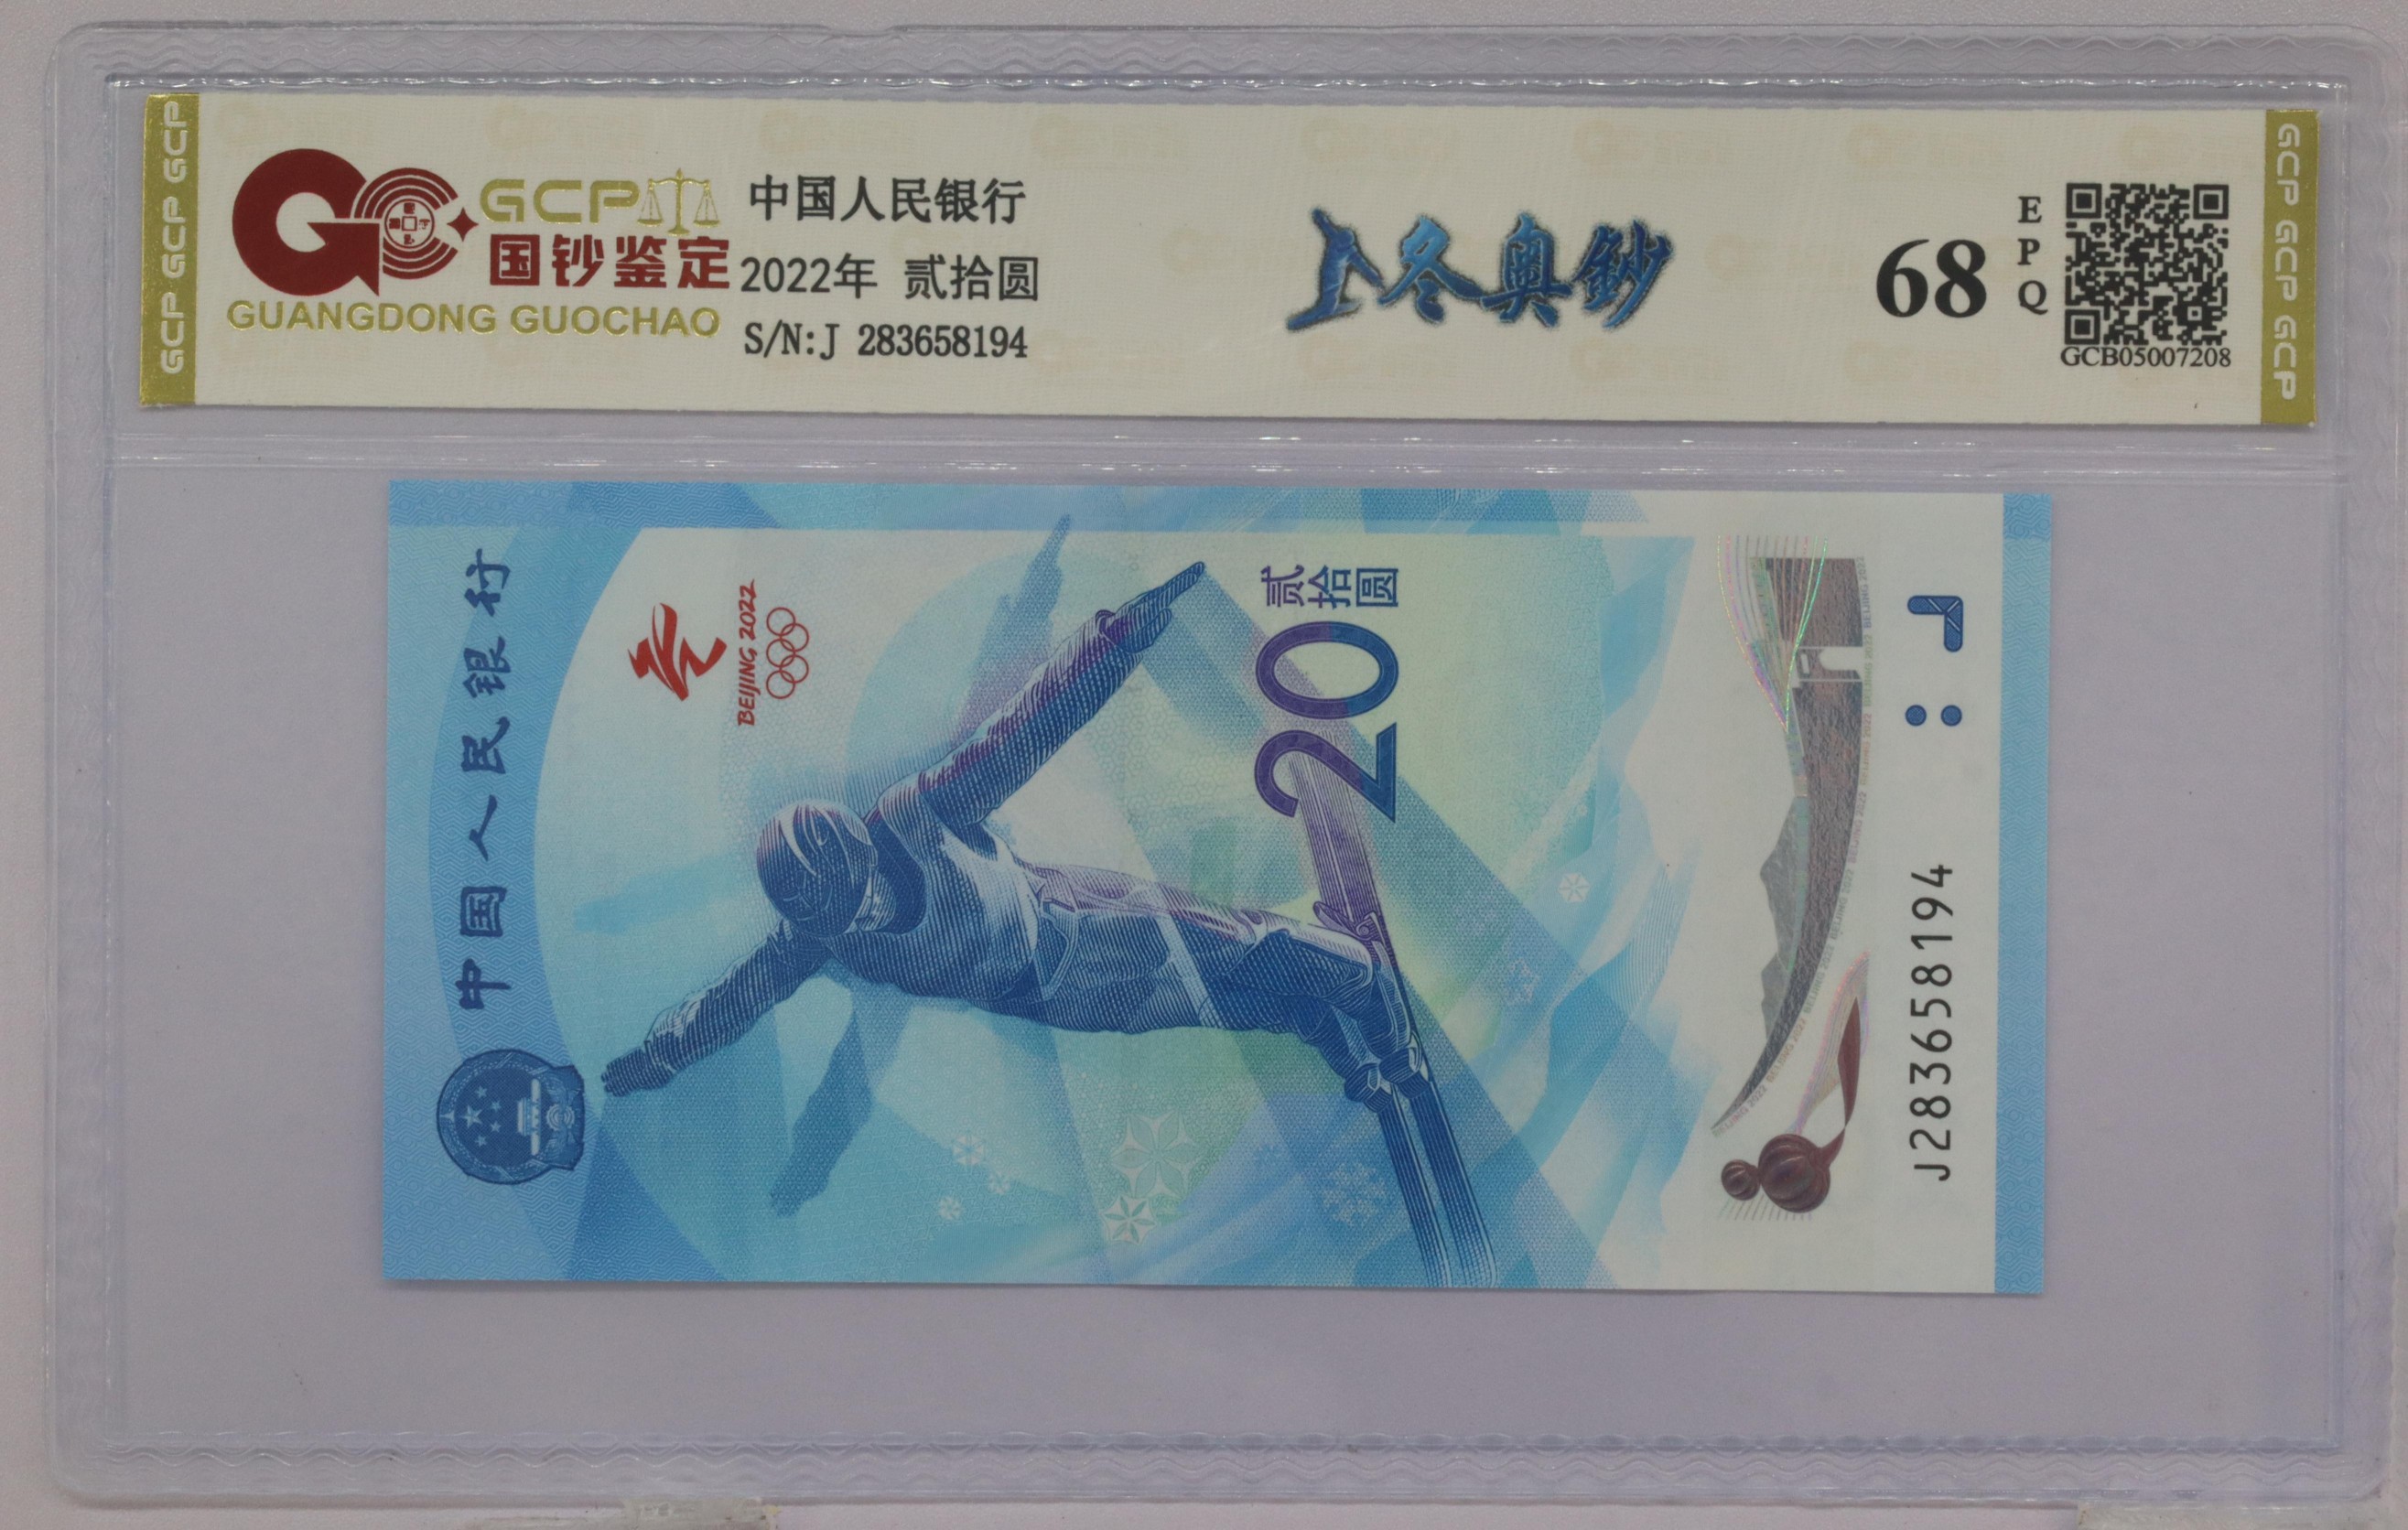 GCP GCP GCP
GCP
国钞鉴定
GUANGDONG GUOCHAO
中国人民银行
2022年 贰拾圆
S/N:J 283658194
冬奥鈔
68
EPQ
GCB05007208
GCP GCP GCP
中国人民银行
BEIJING 2022
贰拾圆
20
J283658194